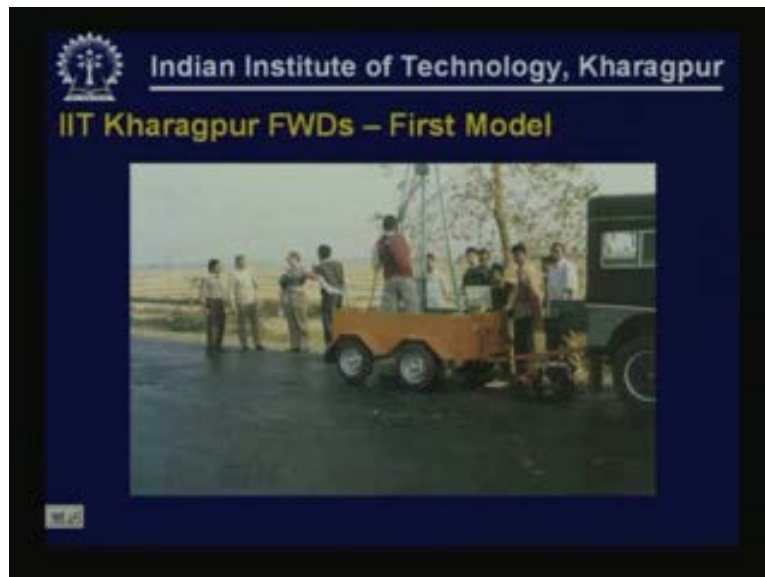 Indian Institute of Technology, Kharagpur
IIT Kharagpur FWDs – First Model